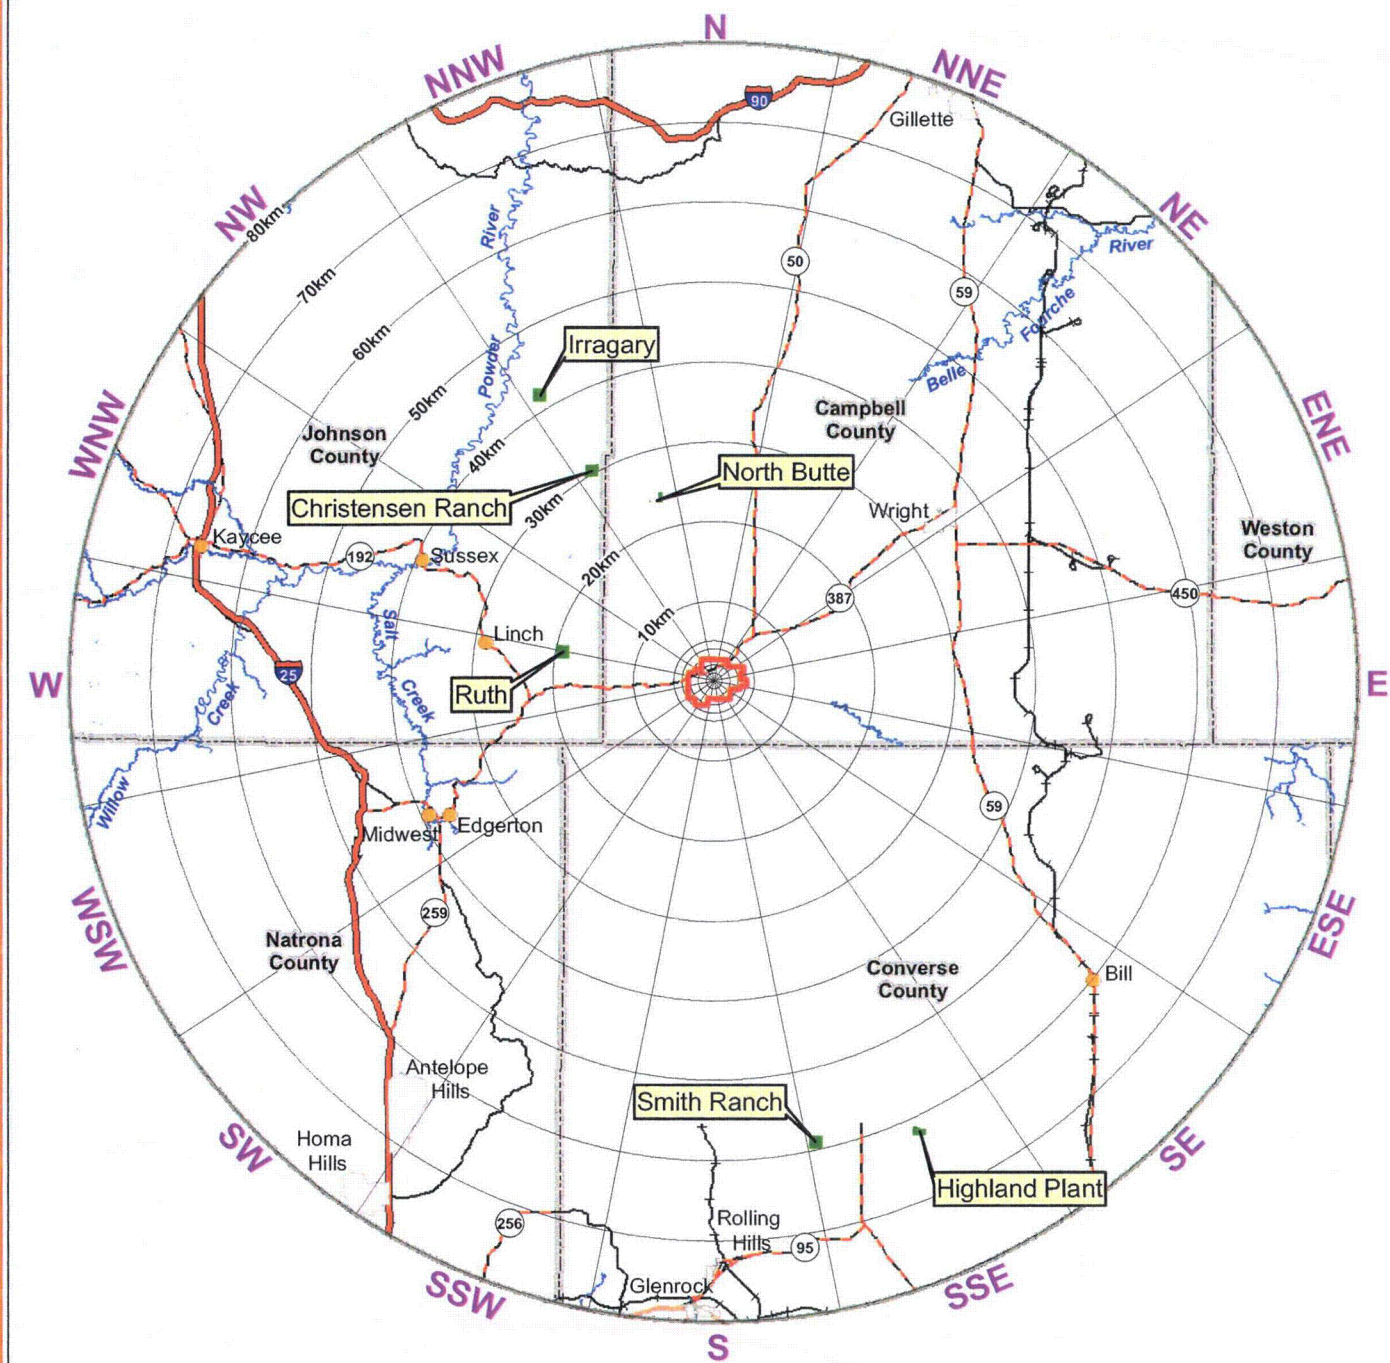 N
NNW
NNE
90
Gillette
NW
80km
NE
River
River
70km
50
59
Fourche
60km
Irragary
Powder
Belle
50km
WNW
ENE
Johnson
County
Campbell
County
40km
North Butte
Christensen Ranch
30km
Wright
Weston
County
Kaycee
192
Sussex
20km
387
450
10km
Salt
Linch
W
25
Ruth
E
Creek
Creek
Willow
59
Midwest
Edgerton
259
WSW
ESE
Natrona
County
Converse
County
Bill
Antelope
Hills
Smith Ranch
Homa
Hills
SW
SE
Highland Plant
256
Rolling
Hills
95
Glenrock
SSW
SSE
S